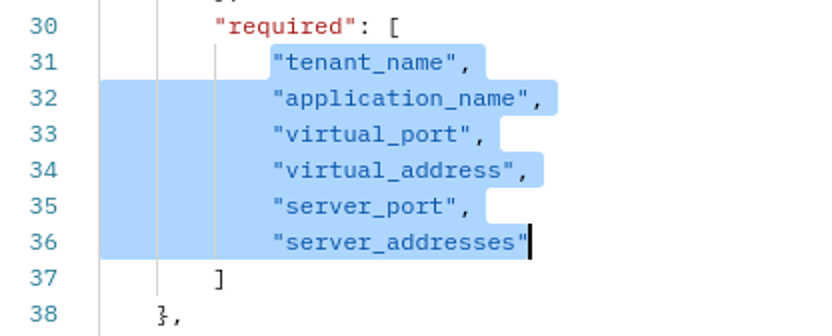 30 "required": [
31 "tenant_name",
32 "application_name",
33 "virtual_port",
34 "virtual_address",
35 "server_port",
36 "server_addresses"
37 ]
38 },